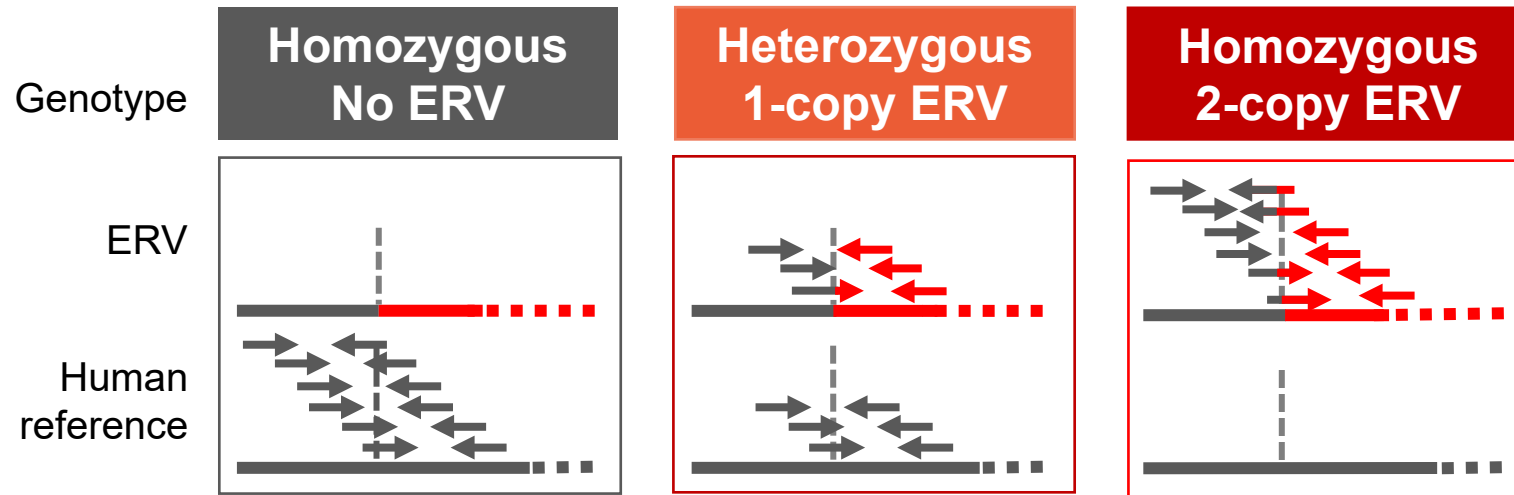 Genotype
Homozygous
No ERV
Heterozygous
1-copy ERV
Homozygous
2-copy ERV
ERV
Human
reference